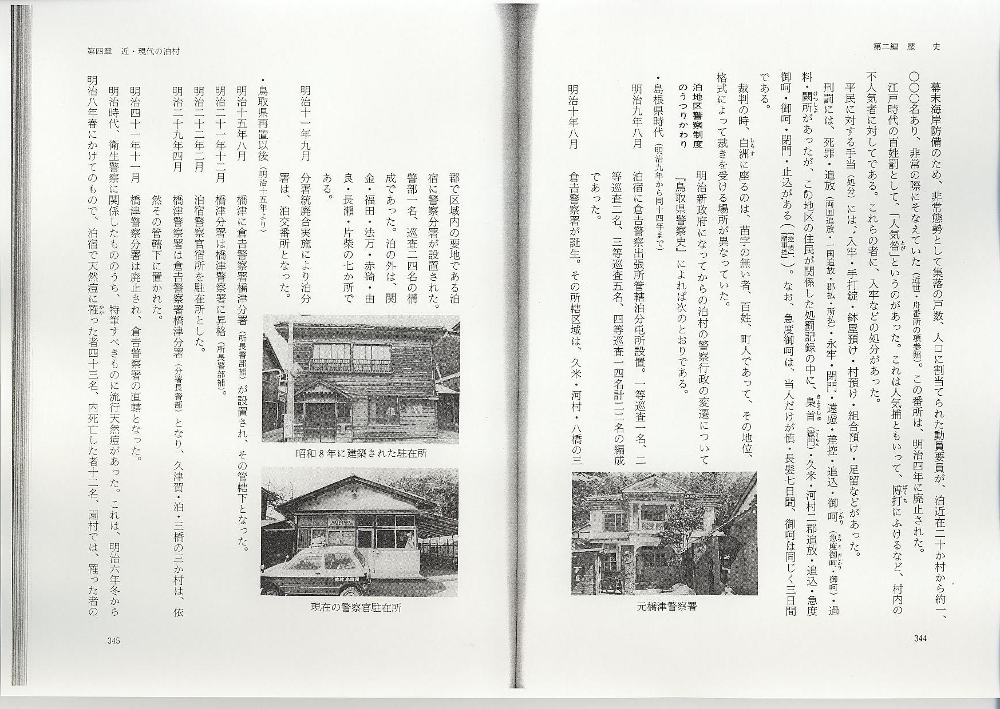 第二編　歴　　史
幕末海岸防備のため、非常態勢として集落の戸数、人口に割当てられた動員要員が、泊近在二十か村から約一、
〇〇〇名あり、非常の際にそなえていた（近世・舟番所の項参照）。この番所は、明治四年に廃止された。
江戸時代の百姓罰として、「人気咎」というのがあった。これは人気捕ともいって、博打にふけるなど、村内の
不人気者に対してである。これらの者に、入牢などの処分があった。
平民に対する手当（処分）には、入牢・手打錠・鉢屋預け・村預け・組合預け・足留などがあった。
刑罰には、死罪・追放（両国追放・一国追放・郡払・所払）・永牢・閉門・遠慮・差控・追込・御呵（急度御呵・御呵）・過
料・闕所があったが、この地区の住民が関係した処罰記録の中に、梟首（獄門）・久米・河村二郡追放・追込・急度
御呵・御呵・閉門・止込がある（『控帳』、『諸事控』）。なお、急度御呵は、当人だけが慎・長髪七日間、御呵は同じく三日間
である。
裁判の時、白洲に座るのは、苗字の無い者、百姓、町人であって、その地位、
格式によって裁きを受ける場所が異なっていた。
泊地区警察制度
のうつりかわり
明治新政府になってからの泊村の警察行政の変遷について
『鳥取県警察史』によれば次のとおりである。
・島根県時代（明治九年から同十四年まで）
明治九年八月　泊宿に倉吉警察出張所管轄泊分屯所設置。一等巡査一名、二
等巡査二名、三等巡査五名、四等巡査一四名計二二名の編成
であった。
明治十年八月　倉吉警察署が誕生。その所轄区域は、久米・河村・八橋の三
元橋津警察署
344
第四章　近・現代の泊村
郡で区域内の要地である泊
宿に警察分署が設置された。
警部一名、巡査二四名の構
成であった。泊の外は、関
金・福田・法万・赤碕・由
良・長瀬・片柴の七か所で
ある。
明治十一年九月　分署統廃合実施により泊分
署は、泊交番所となった。
・鳥取県再置以後（明治十五年より）
明治十五年八月　橋津に倉吉警察署橋津分署（所長警部補）が設置され、その管轄下となった。
明治二十一年十二月　橋津分署は橋津警察署に昇格（所長警部補）。
明治二十二年二月　泊宿警察官宿所を駐在所とした。
明治二十九年四月　橋津警察署は倉吉警察署橋津分署（分署長警部）となり、久津賀・泊・三橋の三か村は、依
然その管轄下に置かれた。
明治四十一年十一月　橋津警察分署は廃止され、倉吉警察署の直轄となった。
明治時代、衛生警察に関係したもののうち、特筆すべきものに流行天然痘があった。これは、明治六年冬から
明治八年春にかけてのもので、泊宿で天然痘に罹った者四十三名、内死亡した者十二名、園村では、罹った者の
昭和８年に建築された駐在所
現在の警察官駐在所
345